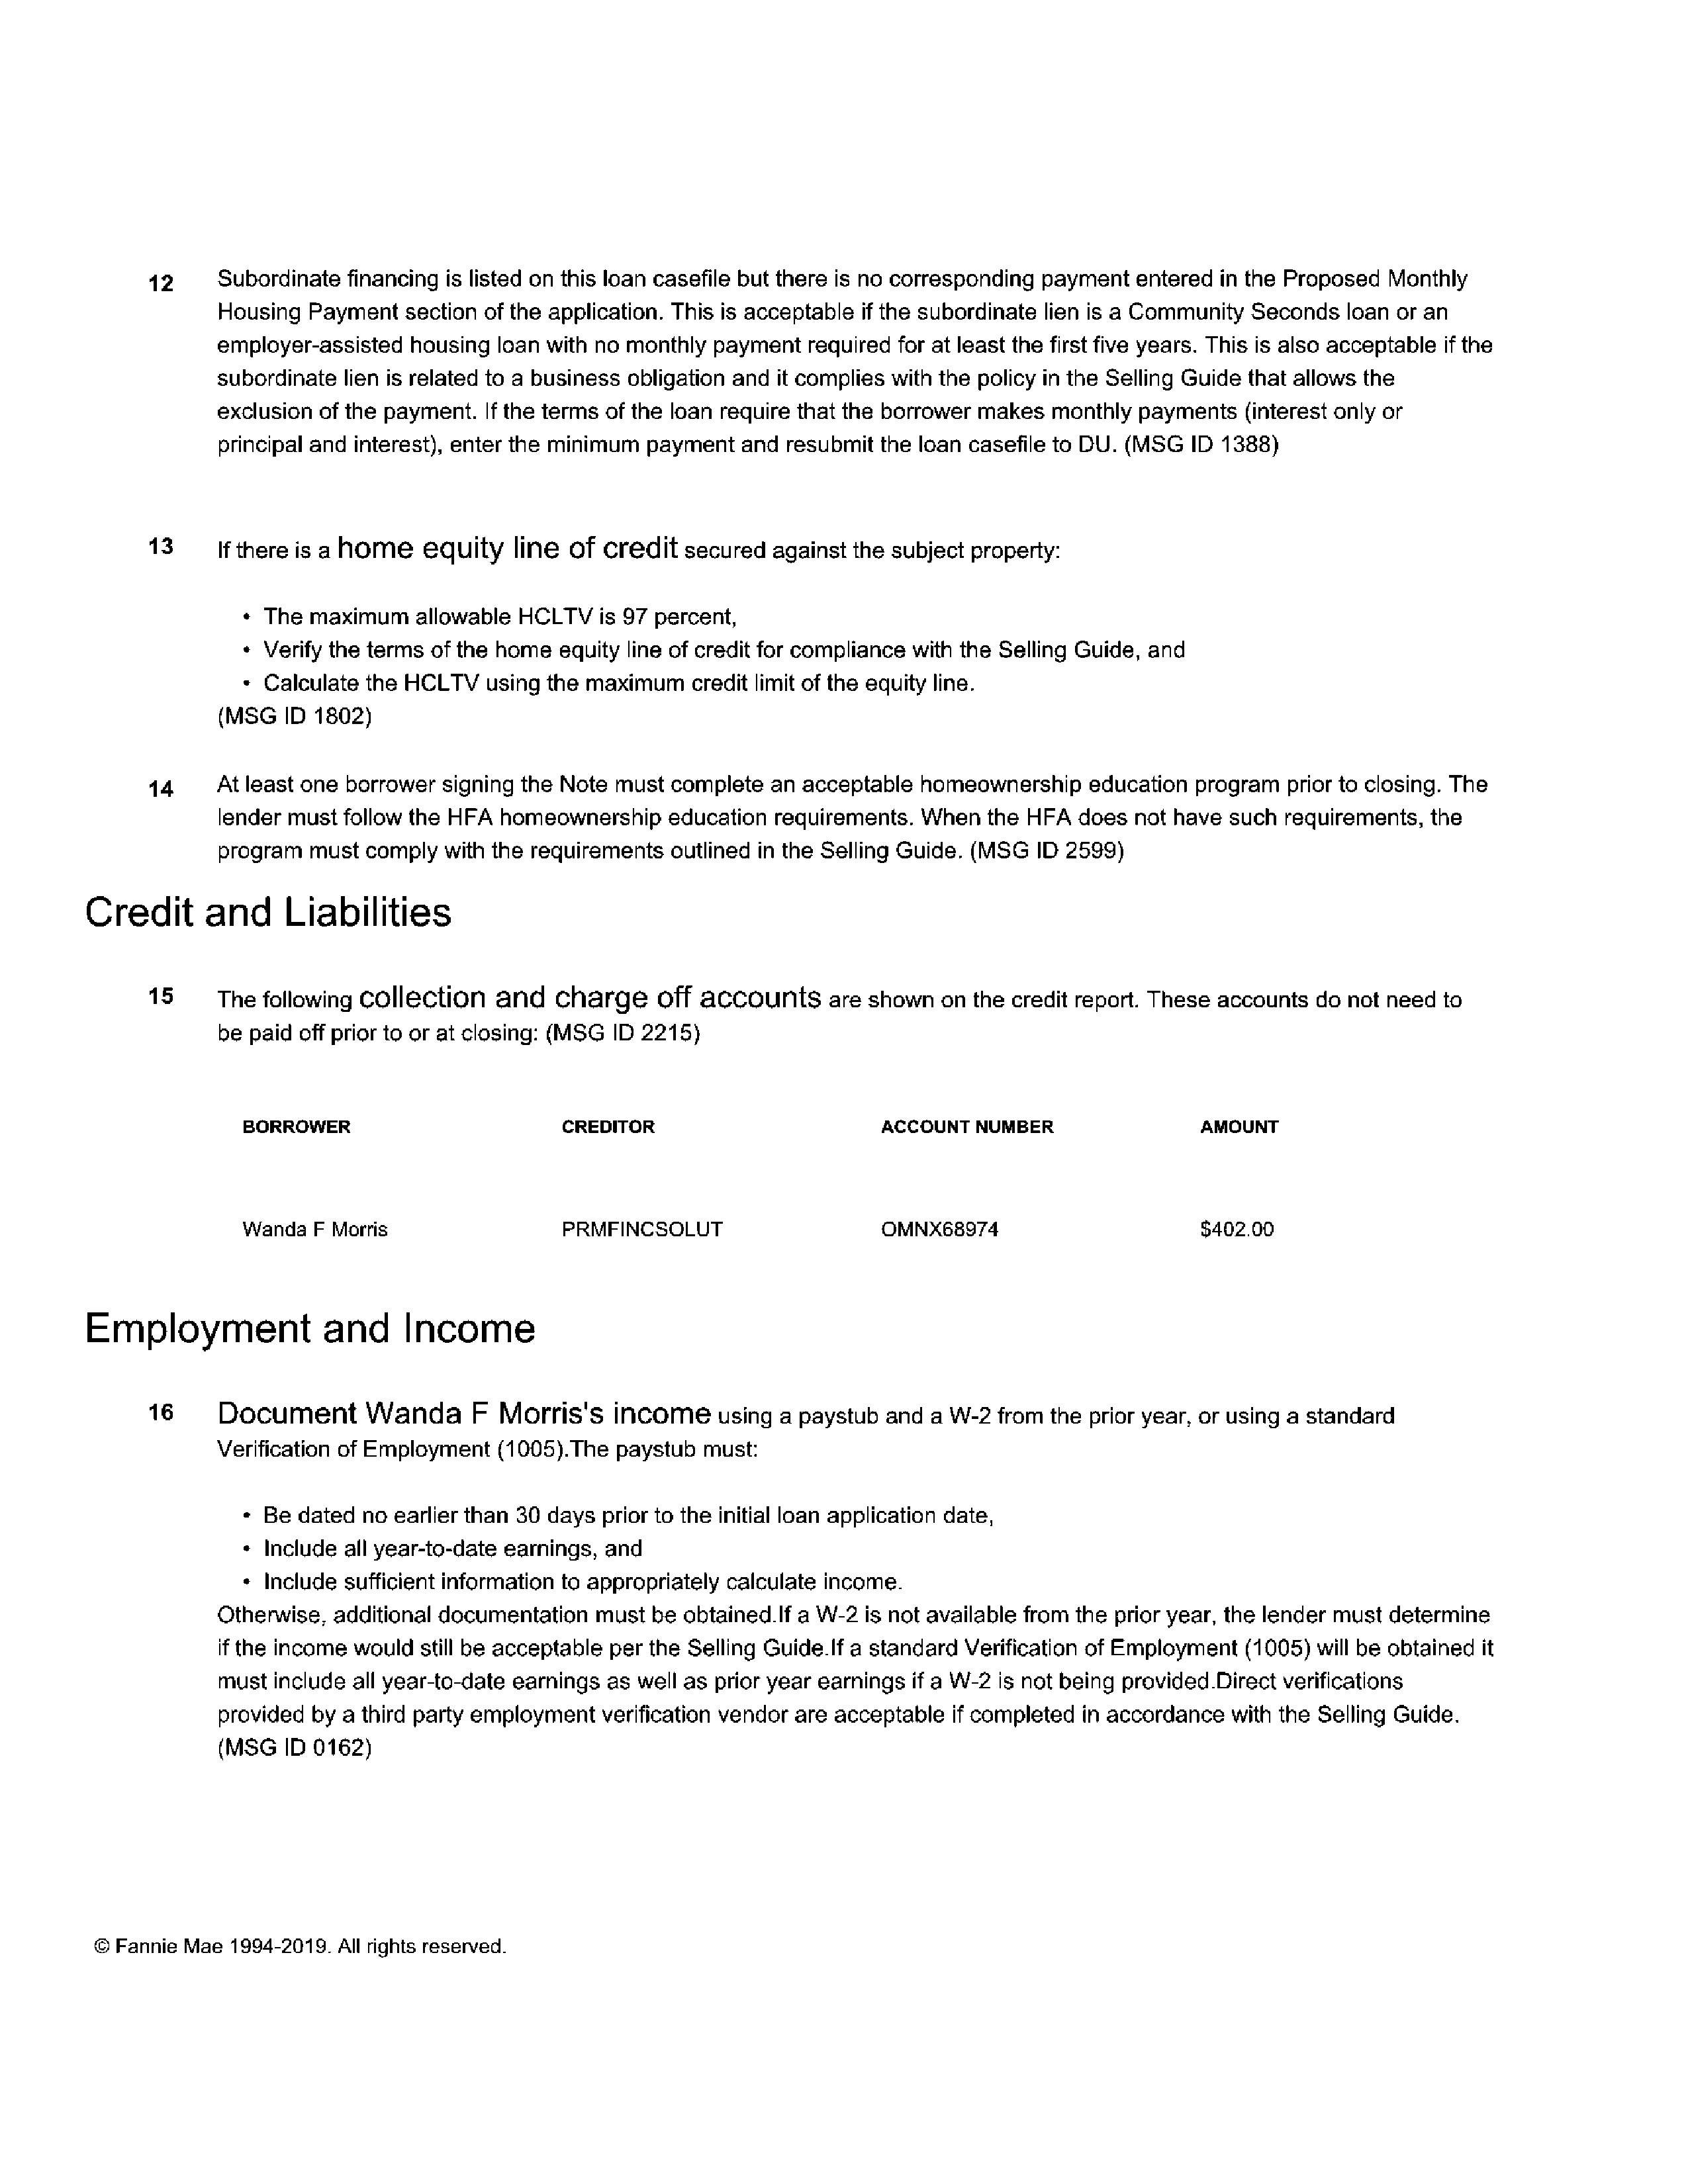 12 Subordinate financing is listed on this loan casefile but there is no corresponding payment entered in the Proposed Monthly
Housing Payment section of the application. This is acceptable if the subordinate lien is a Community Seconds loan or an
employer-assisted housing loan with no monthly payment required for at least the first five years. This is also acceptable if the
subordinate lien is related to a business obligation and it complies with the policy in the Selling Guide that allows the
exclusion of the payment. If the terms of the loan require that the borrower makes monthly payments (interest only or
principal and interest), enter the minimum payment and resubmit the loan casefile to DU. (MSG ID 1388)
13 If there is a home equity line of credit secured against the subject property:
• The maximum allowable HCLTV is 97 percent,
• Verify the terms of the home equity line of credit for compliance with the Selling Guide, and
• Calculate the HCLTV using the maximum credit limit of the equity line.
(MSG ID 1802)
14 At least one borrower signing the Note must complete an acceptable homeownership education program prior to closing. The
lender must follow the HFA homeownership education requirements. When the HFA does not have such requirements, the
program must comply with the requirements outlined in the Selling Guide. (MSG ID 2599)
Credit and Liabilities
15 The following collection and charge off accounts are shown on the credit report. These accounts do not need to
be paid off prior to or at closing: (MSG ID 2215)
BORROWER CREDITOR ACCOUNT NUMBER AMOUNT
Wanda F Morris PRMFINCSOLUT OMNX68974 $402.00
Employment and Income
16 Document Wanda F Morris's income using a paystub and a W-2 from the prior year, or using a standard
Verification of Employment (1005).The paystub must:
• Be dated no earlier than 30 days prior to the initial loan application date,
• Include all year-to-date earnings, and
• Include sufficient information to appropriately calculate income.
Otherwise, additional documentation must be obtained.If a W-2 is not available from the prior year, the lender must determine
if the income would still be acceptable per the Selling Guide.If a standard Verification of Employment (1005) will be obtained it
must include all year-to-date earnings as well as prior year earnings if a W-2 is not being provided.Direct verifications
provided by a third party employment verification vendor are acceptable if completed in accordance with the Selling Guide.
(MSG ID 0162)
© Fannie Mae 1994-2019. All rights reserved.